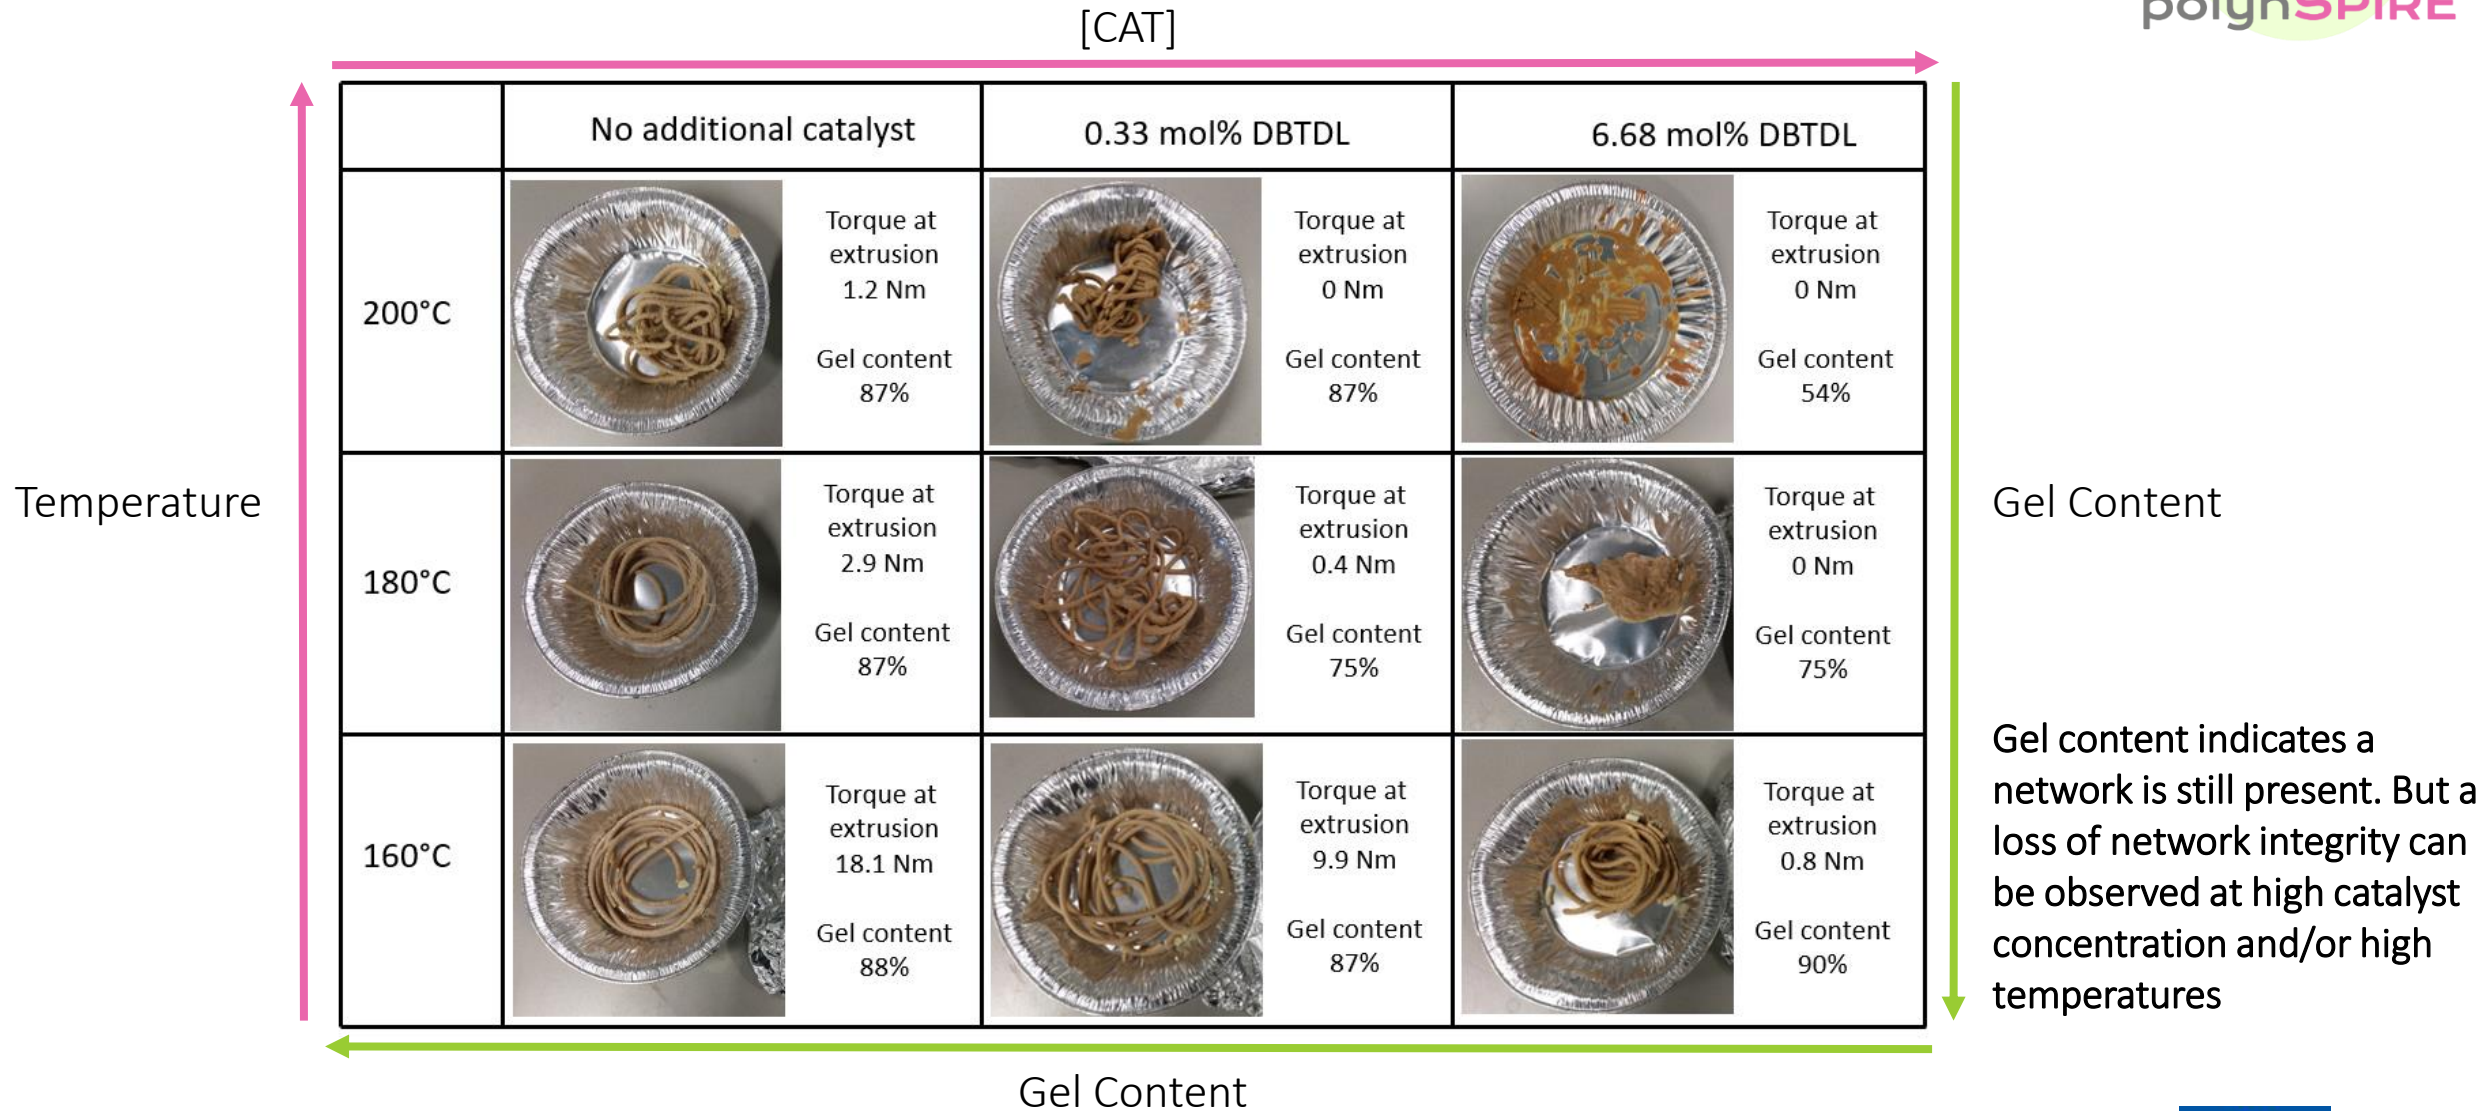 polynSPIRE
[CAT]
No additional catalyst
0.33 mol% DBTDL
6.68 mol% DBTDL
200°C
Torque at
extrusion
1.2 Nm
Gel content
87%
Torque at
extrusion
0 Nm
Gel content
87%
Torque at
extrusion
0 Nm
Gel content
54%
Temperature
180°C
Torque at
extrusion
2.9 Nm
Gel content
87%
Torque at
extrusion
0.4 Nm
Gel content
75%
Torque at
extrusion
0 Nm
Gel content
75%
Gel Content
160°C
Torque at
extrusion
18.1 Nm
Gel content
88%
Torque at
extrusion
9.9 Nm
Gel content
87%
Torque at
extrusion
0.8 Nm
Gel content
90%
Gel content indicates a
network is still present. But a
loss of network integrity can
be observed at high catalyst
concentration and/or high
temperatures
Gel Content